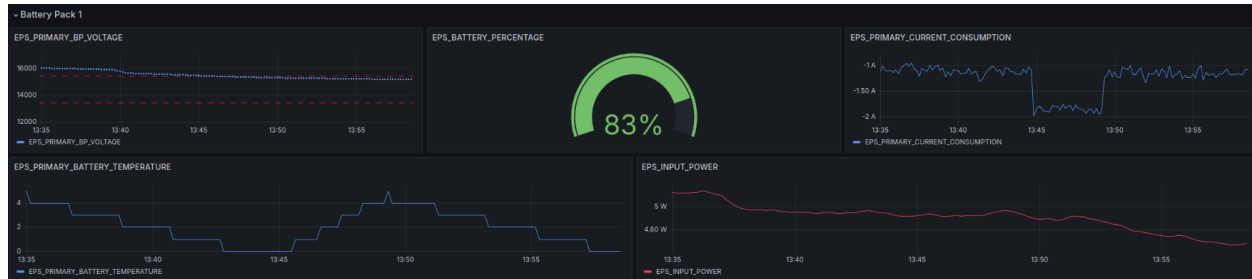 Battery Pack 1
EPS_PRIMARY_BP_VOLTAGE
16000
14000
12000
13:35 13:40 13:45 13:50 13:55
EPS_PRIMARY_BP_VOLTAGE
EPS_BATTERY_PERCENTAGE
83%
EPS_PRIMARY_CURRENT_CONSUMPTION
-1 A
-1.50 A
-2 A
13:35 13:40 13:45 13:50 13:55
EPS_PRIMARY_CURRENT_CONSUMPTION
EPS_PRIMARY_BATTERY_TEMPERATURE
4
2
0
13:35 13:40 13:45 13:50 13:55
EPS_PRIMARY_BATTERY_TEMPERATURE
EPS_INPUT_POWER
5 W
4.80 W
13:35 13:40 13:45 13:50 13:55
EPS_INPUT_POWER